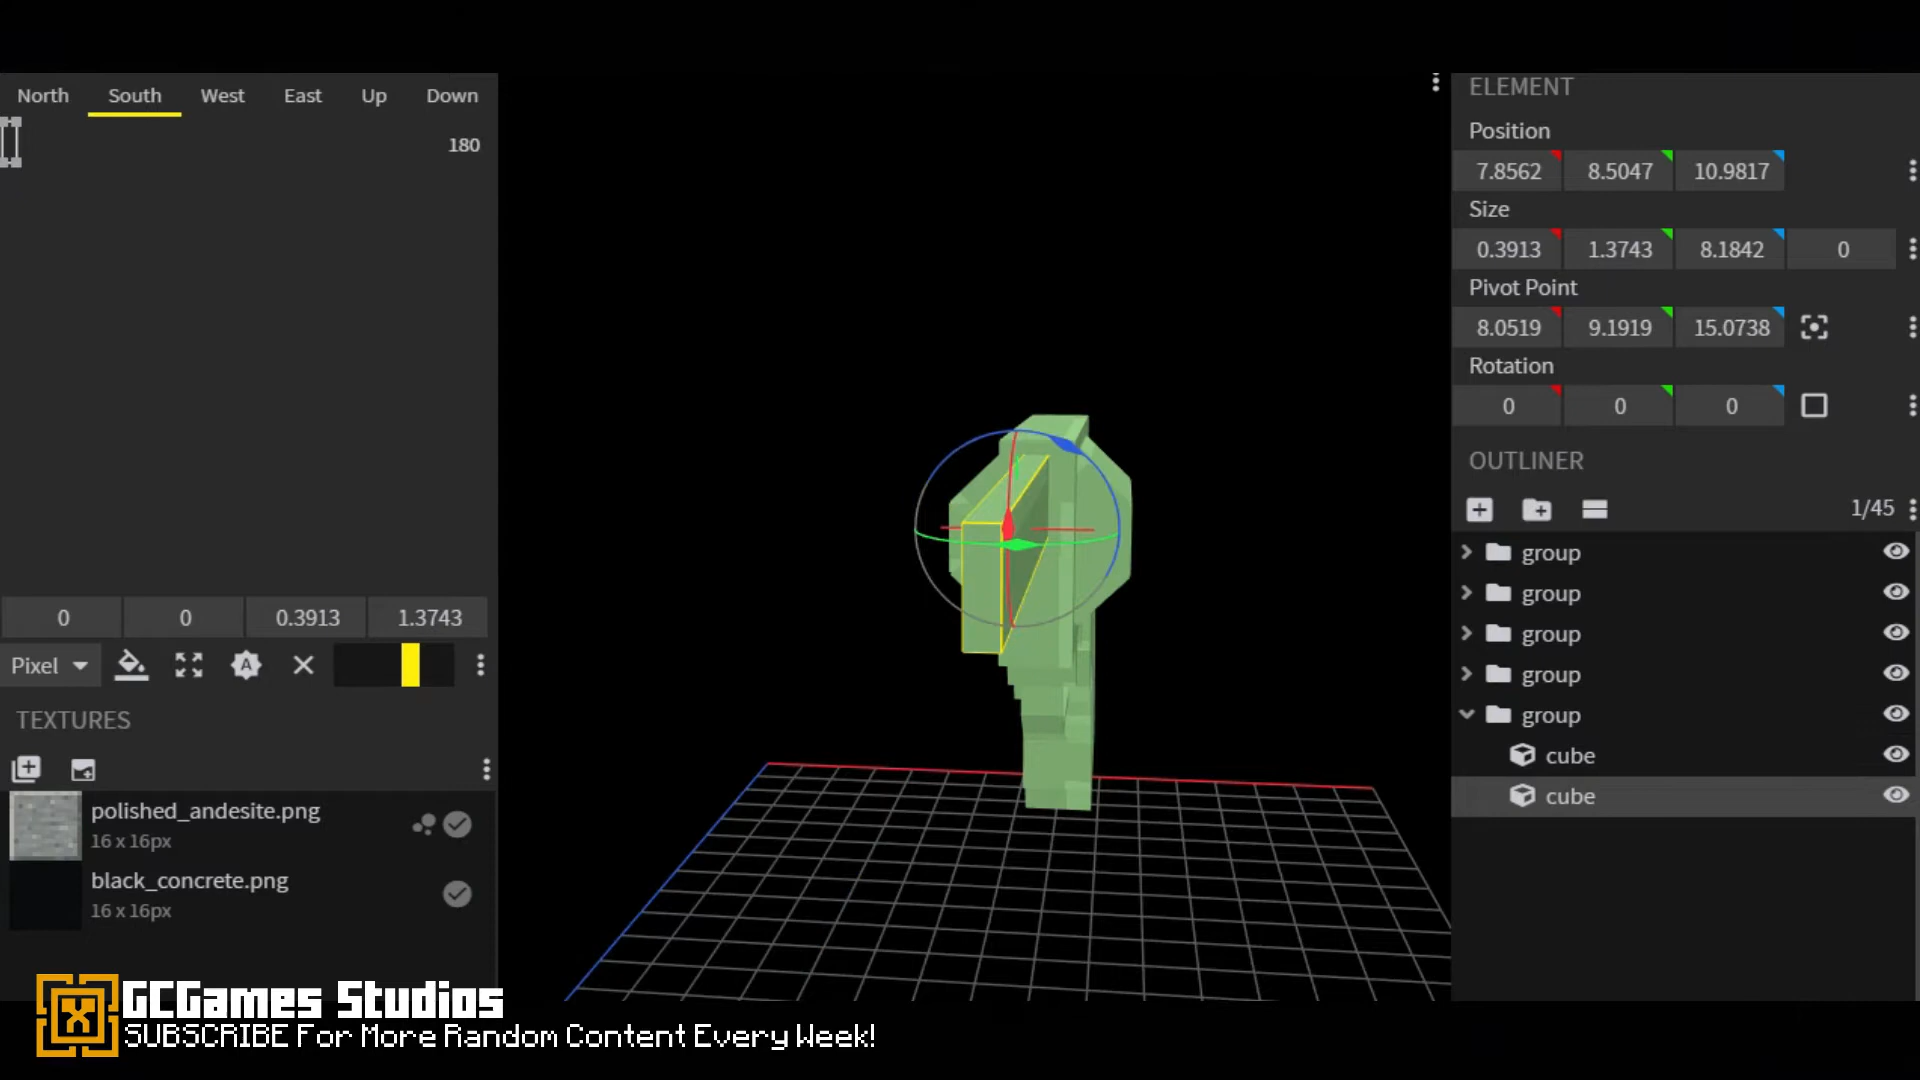 North South West East Up Down
180
0 0 0.3913 1.3743
Pixel
TEXTURES
polished_andesite.png
16 x 16px
black_concrete.png
16 x 16px
ELEMENT
Position
7.8562 8.5047 10.9817
Size
0.3913 1.3743 8.1842 0
Pivot Point
8.0519 9.1919 15.0738
Rotation
0 0 0
OUTLINER
1/45
group
group
group
group
group
cube
cube
GCGames Studios
SUBSCRIBE For More Random Content Every Week!